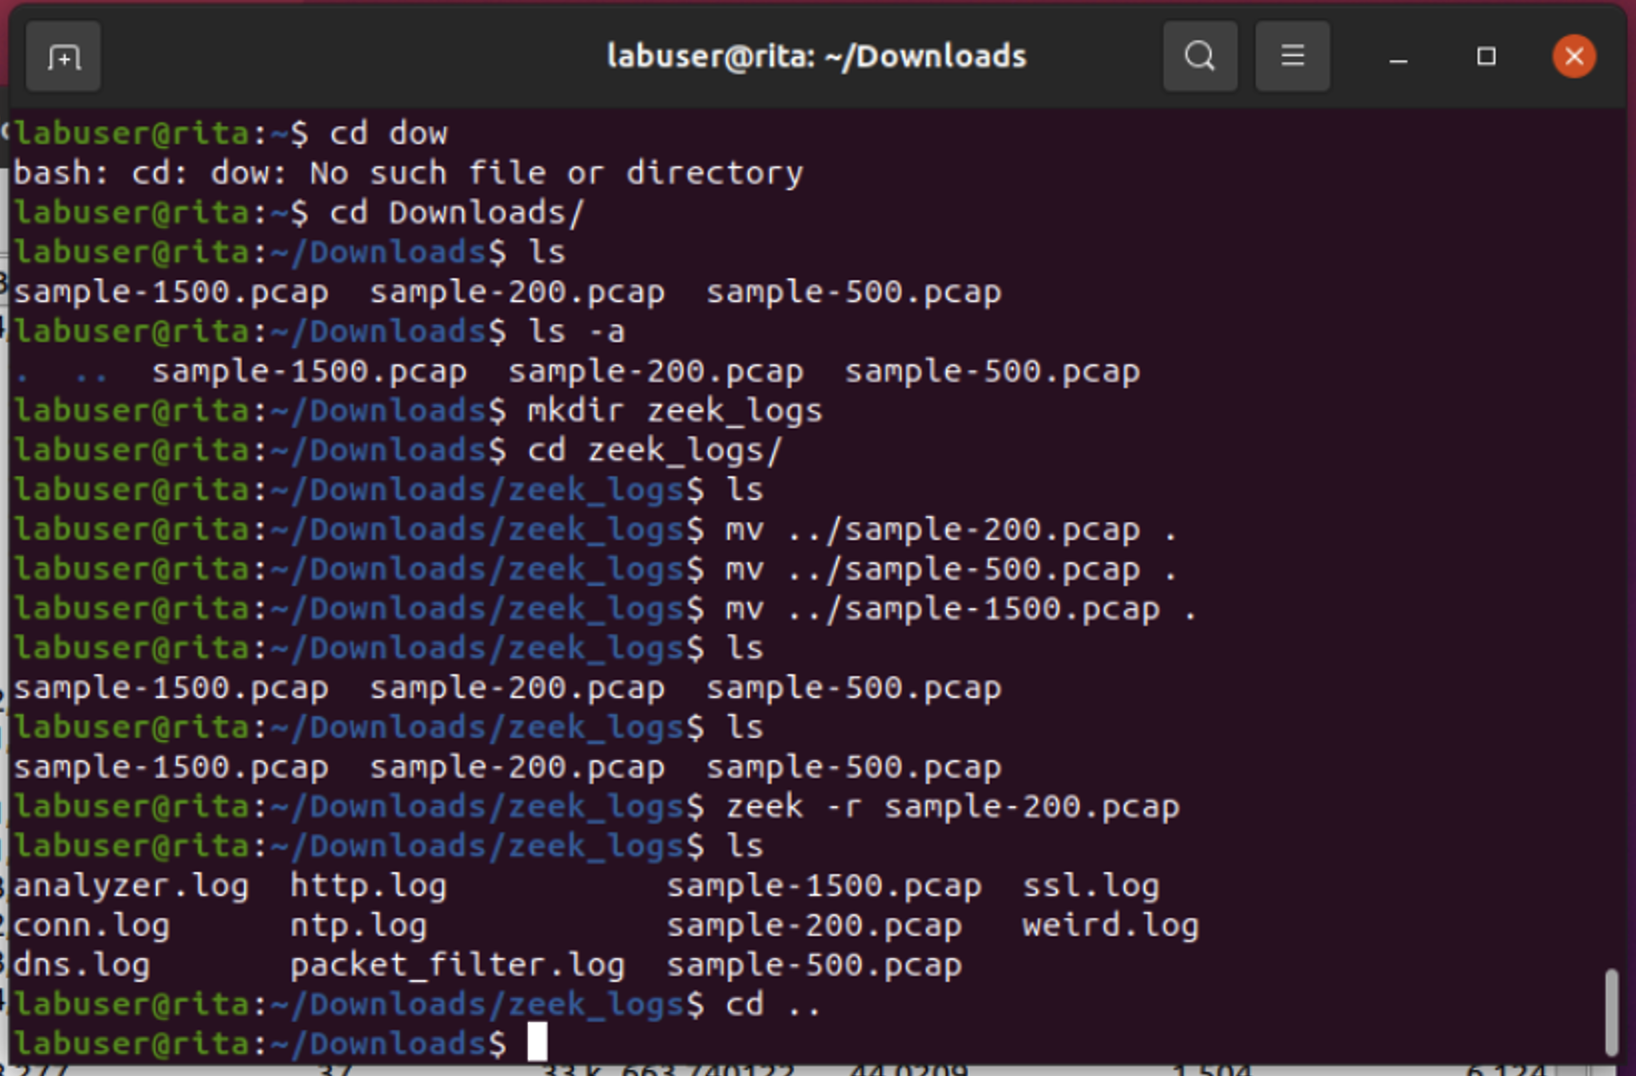 labuser@rita: ~/Downloads
labuser@rita:~$ cd dow
bash: cd: dow: No such file or directory
labuser@rita:~$ cd Downloads/
labuser@rita:~/Downloads$ ls
sample-1500.pcap  sample-200.pcap  sample-500.pcap
labuser@rita:~/Downloads$ ls -a
.  ..  sample-1500.pcap  sample-200.pcap  sample-500.pcap
labuser@rita:~/Downloads$ mkdir zeek_logs
labuser@rita:~/Downloads$ cd zeek_logs/
labuser@rita:~/Downloads/zeek_logs$ ls
labuser@rita:~/Downloads/zeek_logs$ mv ../sample-200.pcap .
labuser@rita:~/Downloads/zeek_logs$ mv ../sample-500.pcap .
labuser@rita:~/Downloads/zeek_logs$ mv ../sample-1500.pcap .
labuser@rita:~/Downloads/zeek_logs$ ls
sample-1500.pcap  sample-200.pcap  sample-500.pcap
labuser@rita:~/Downloads/zeek_logs$ ls
sample-1500.pcap  sample-200.pcap  sample-500.pcap
labuser@rita:~/Downloads/zeek_logs$ zeek -r sample-200.pcap
labuser@rita:~/Downloads/zeek_logs$ ls
analyzer.log  http.log           sample-1500.pcap  ssl.log
conn.log      ntp.log            sample-200.pcap   weird.log
dns.log       packet_filter.log  sample-500.pcap
labuser@rita:~/Downloads/zeek_logs$ cd ..
labuser@rita:~/Downloads$